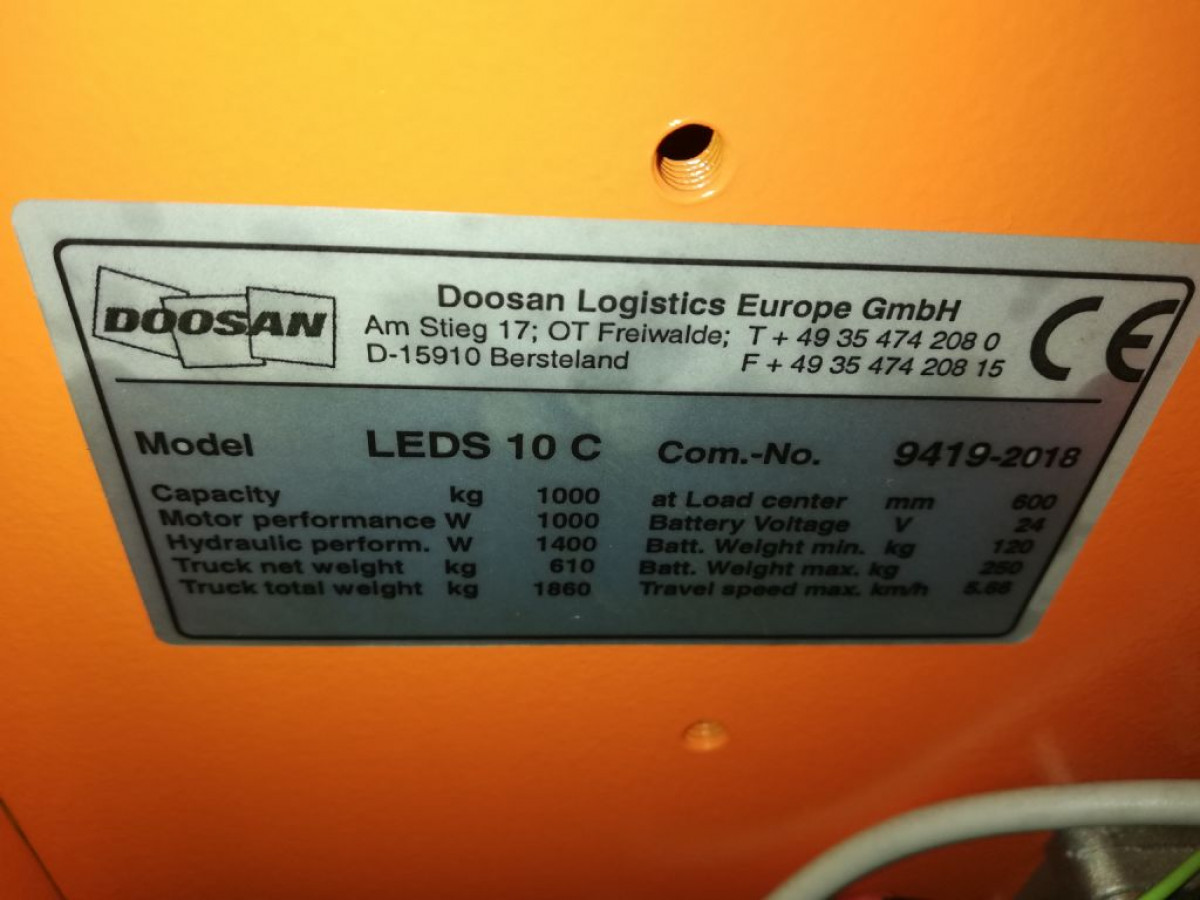 DOOSAN
Doosan Logistics Europe GmbH
Am Stieg 17; OT Freiwalde; T + 49 35 474 208 0
D-15910 Bersteland F + 49 35 474 208 15
CE
Model LEDS 10 C Com.-No. 9419-2018
Capacity kg 1000 at Load center mm 600
Motor performance W 1000 Battery Voltage V 24
Hydraulic perform. W 1400 Batt. Weight min. kg 120
Truck net weight kg 610 Batt. Weight max. kg 250
Truck total weight kg 1860 Travel speed max. km/h 5.66